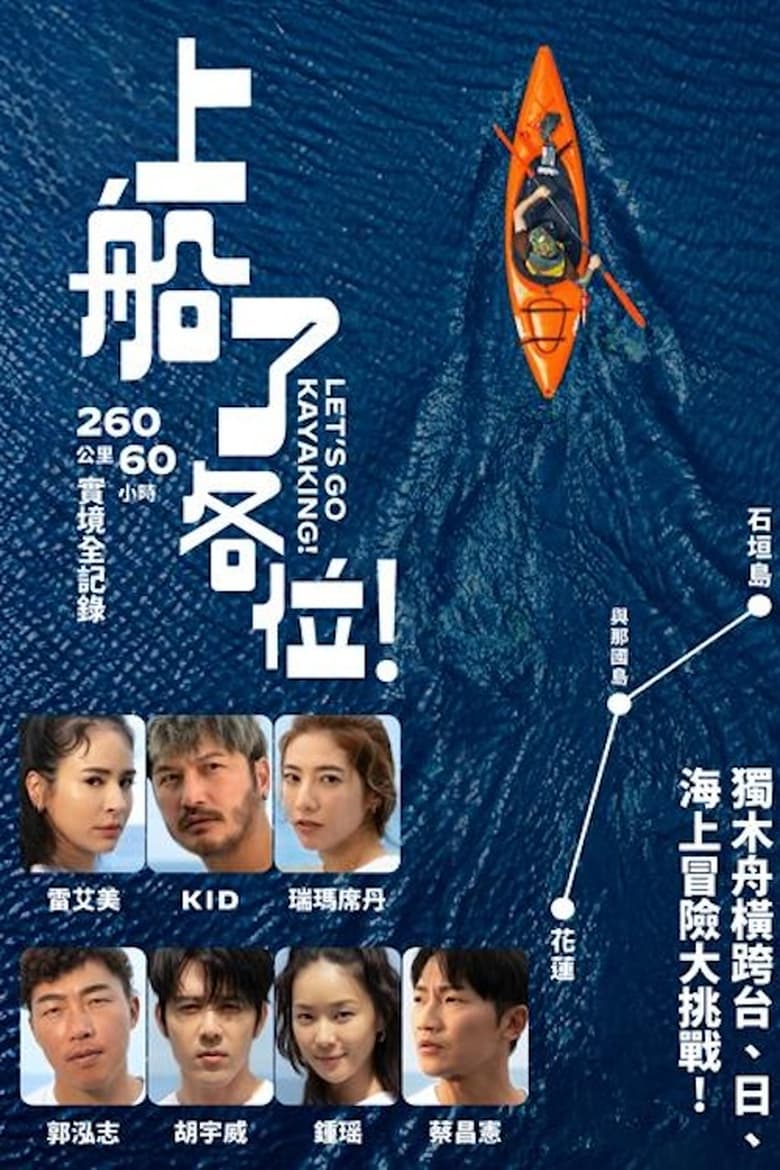 上船了各位!
LET'S GO
KAYAKING!
260
公里
60
小時
實境全記錄
石垣島
與那國島
花蓮
獨木舟橫跨台、日、
海上冒險大挑戰！
雷艾美
KID
瑞瑪席丹
郭泓志
胡宇威
鍾瑶
蔡昌憲